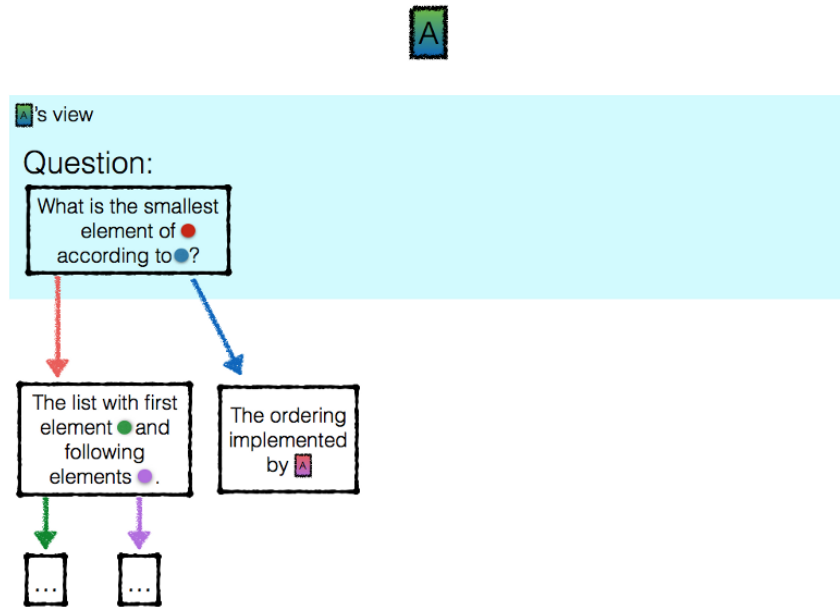 A
A's view
Question:
What is the smallest
element of
according to ?
The list with first
element and
following
elements .
The ordering
implemented
by A
...
...